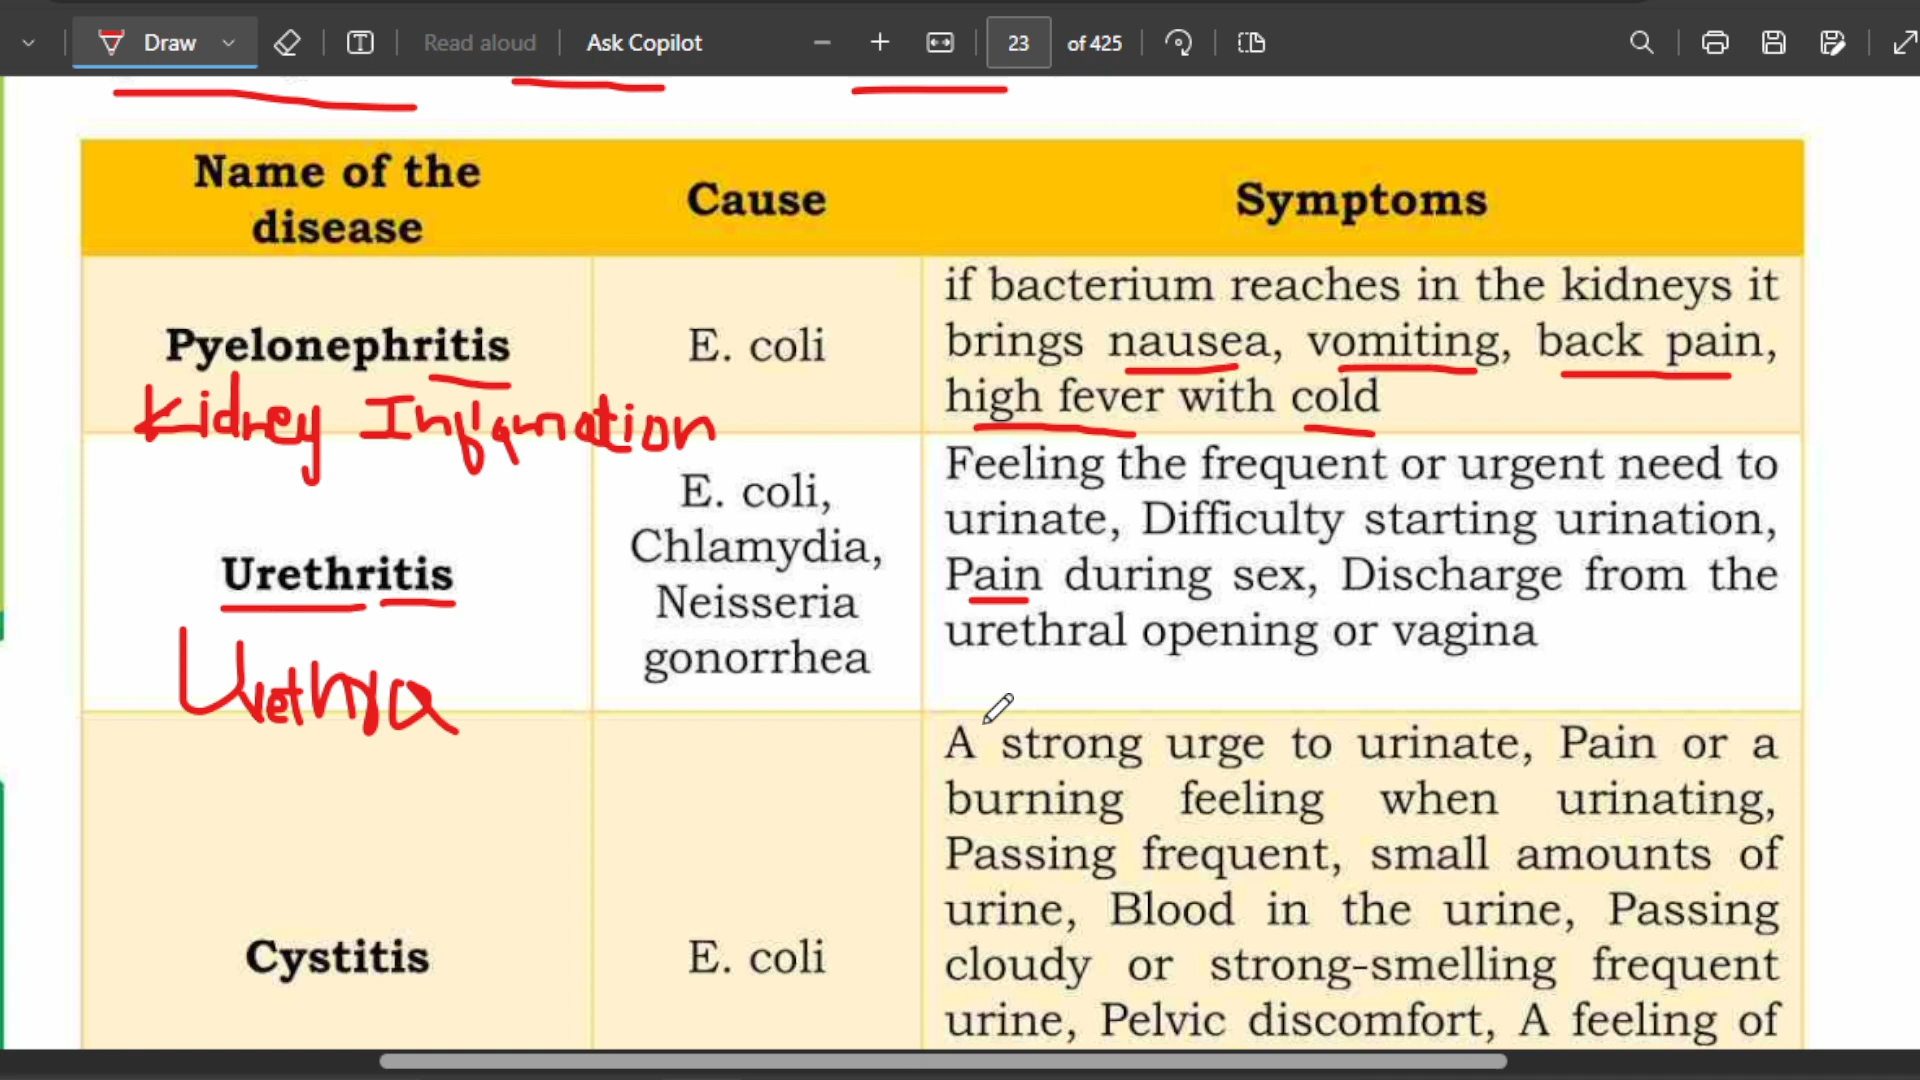 Draw
Read aloud
Ask Copilot
23
of 425
Name of the
disease
Cause
Symptoms
Pyelonephritis
E. coli
if bacterium reaches in the kidneys it
brings nausea, vomiting, back pain,
high fever with cold
Kidney Infiamation
Urethritis
E. coli,
Chlamydia,
Neisseria
gonorrhea
Feeling the frequent or urgent need to
urinate, Difficulty starting urination,
Pain during sex, Discharge from the
urethral opening or vagina
Urethra
Cystitis
E. coli
A strong urge to urinate, Pain or a
burning feeling when urinating,
Passing frequent, small amounts of
urine, Blood in the urine, Passing
cloudy or strong-smelling frequent
urine, Pelvic discomfort, A feeling of